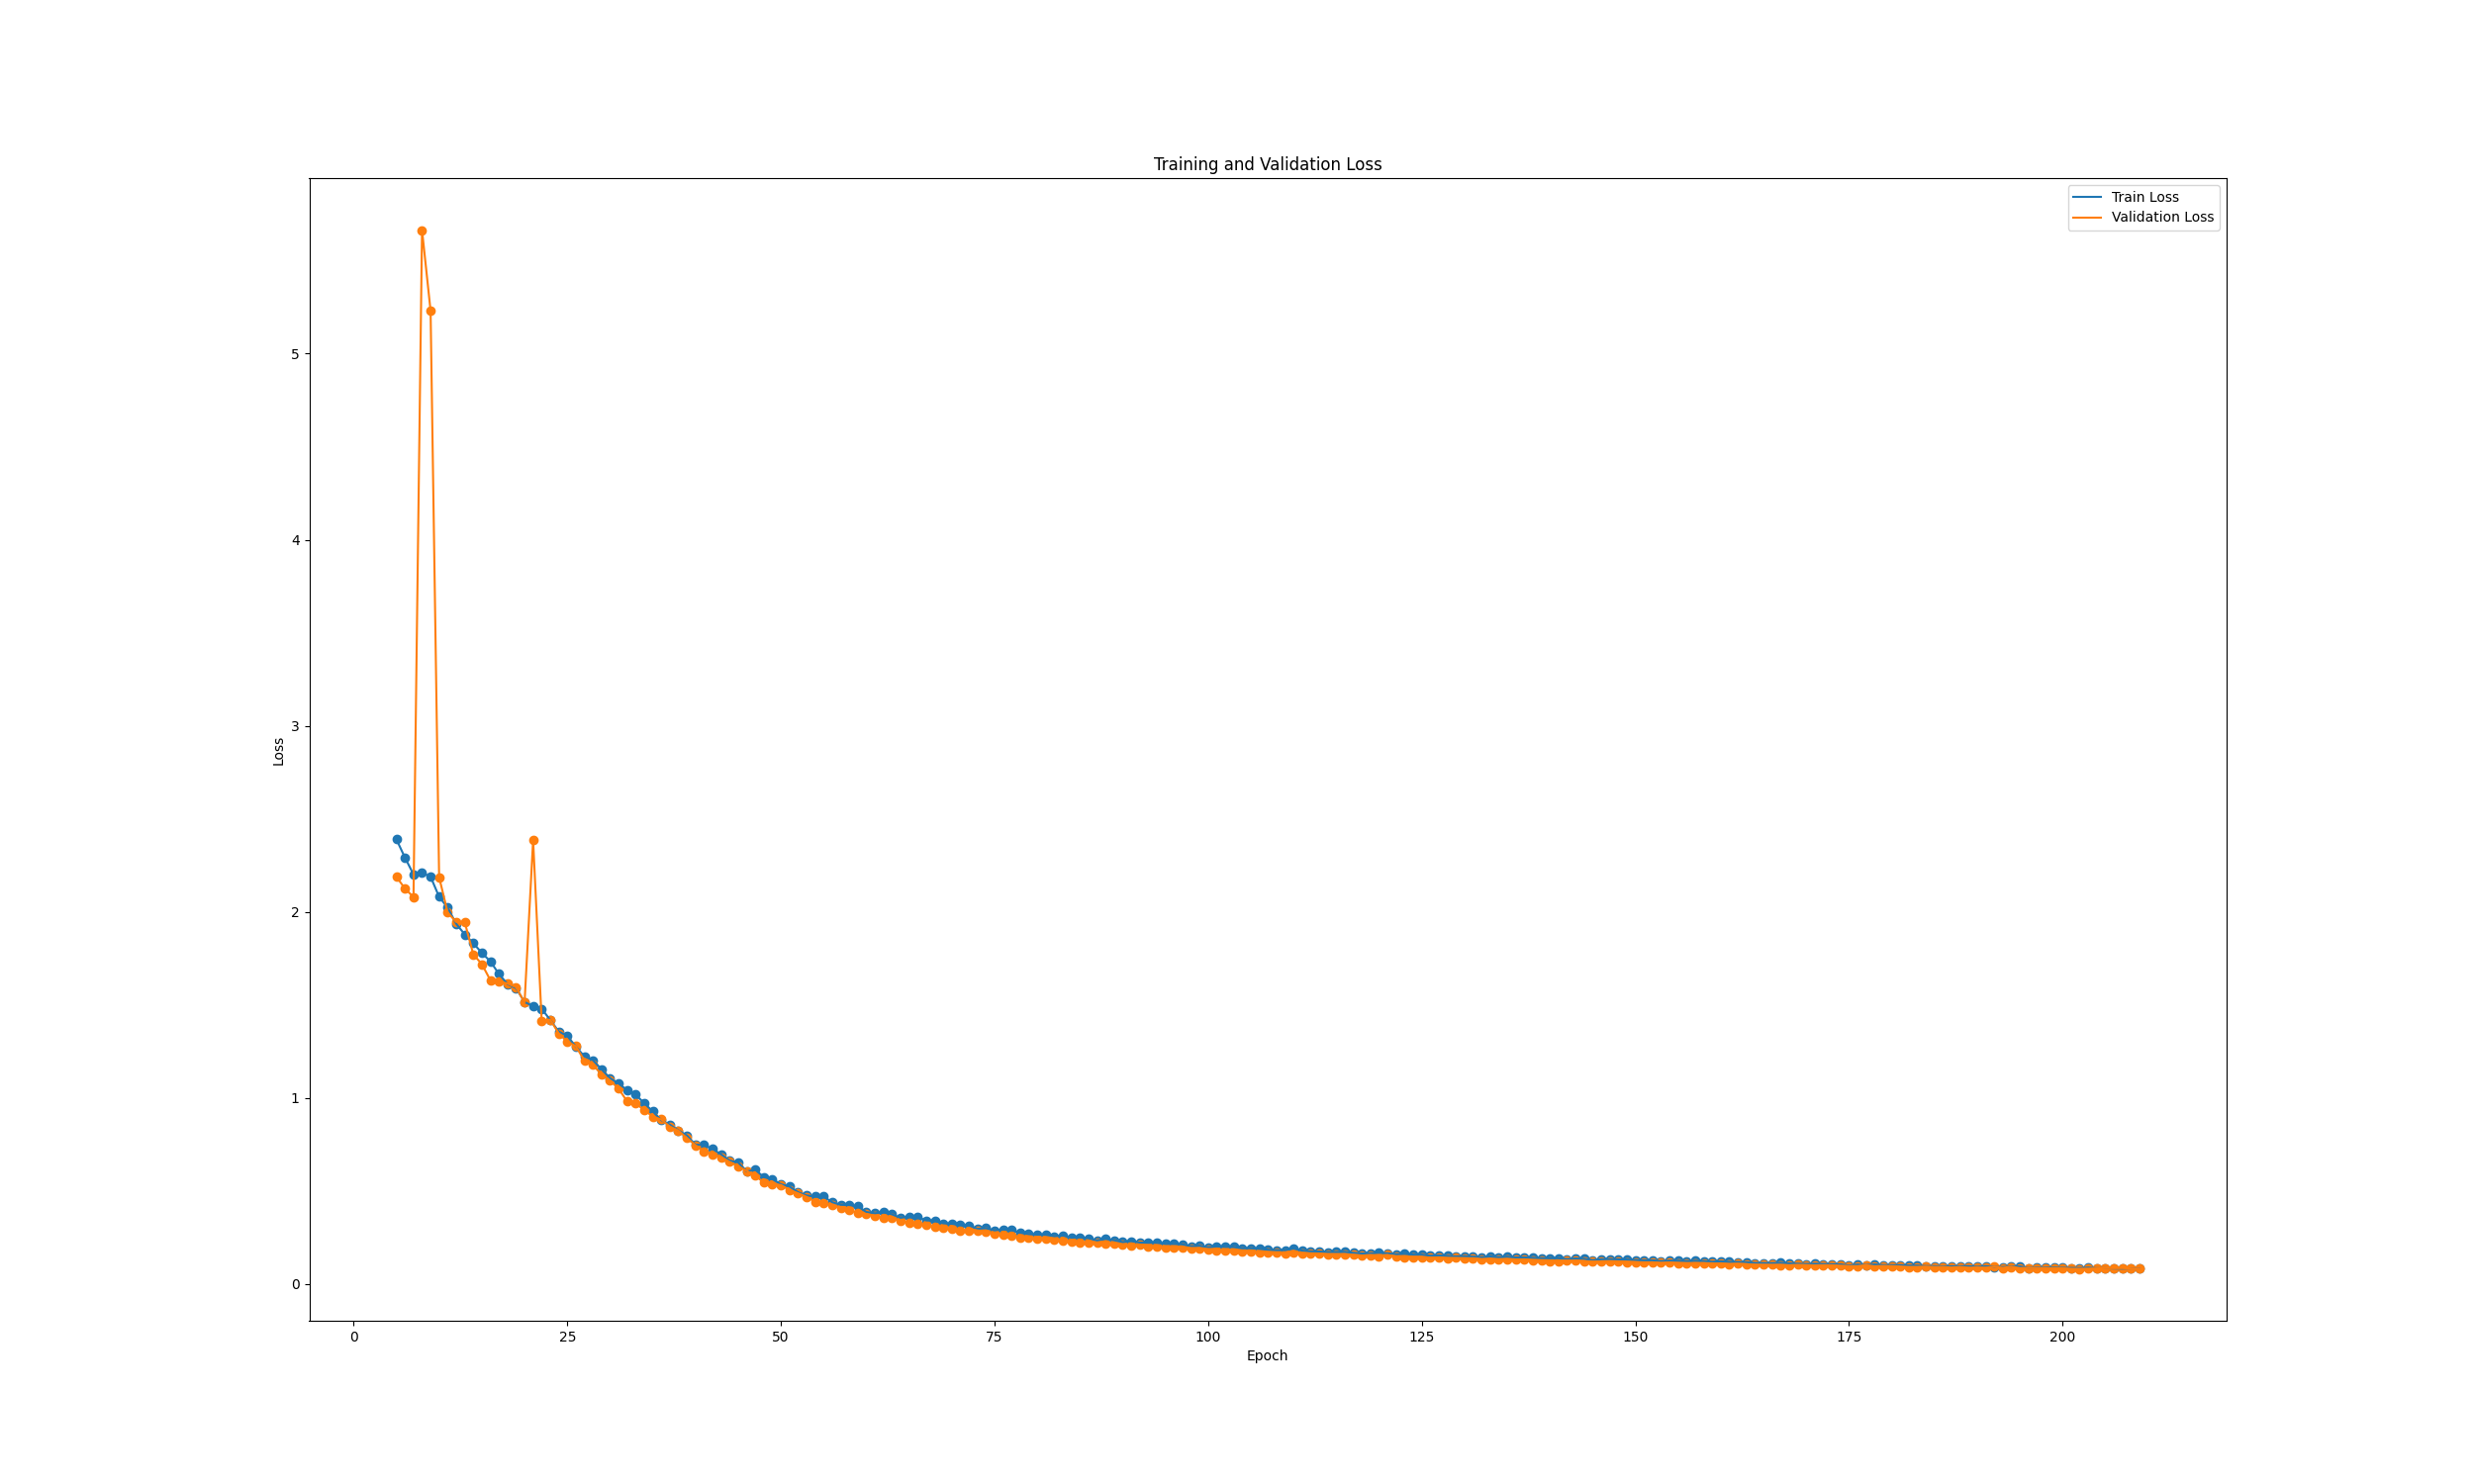 Training and Validation Loss
Train Loss
Validation Loss
5
4
3
2
1
0
Loss
0 25 50 75 100 125 150 175 200
Epoch